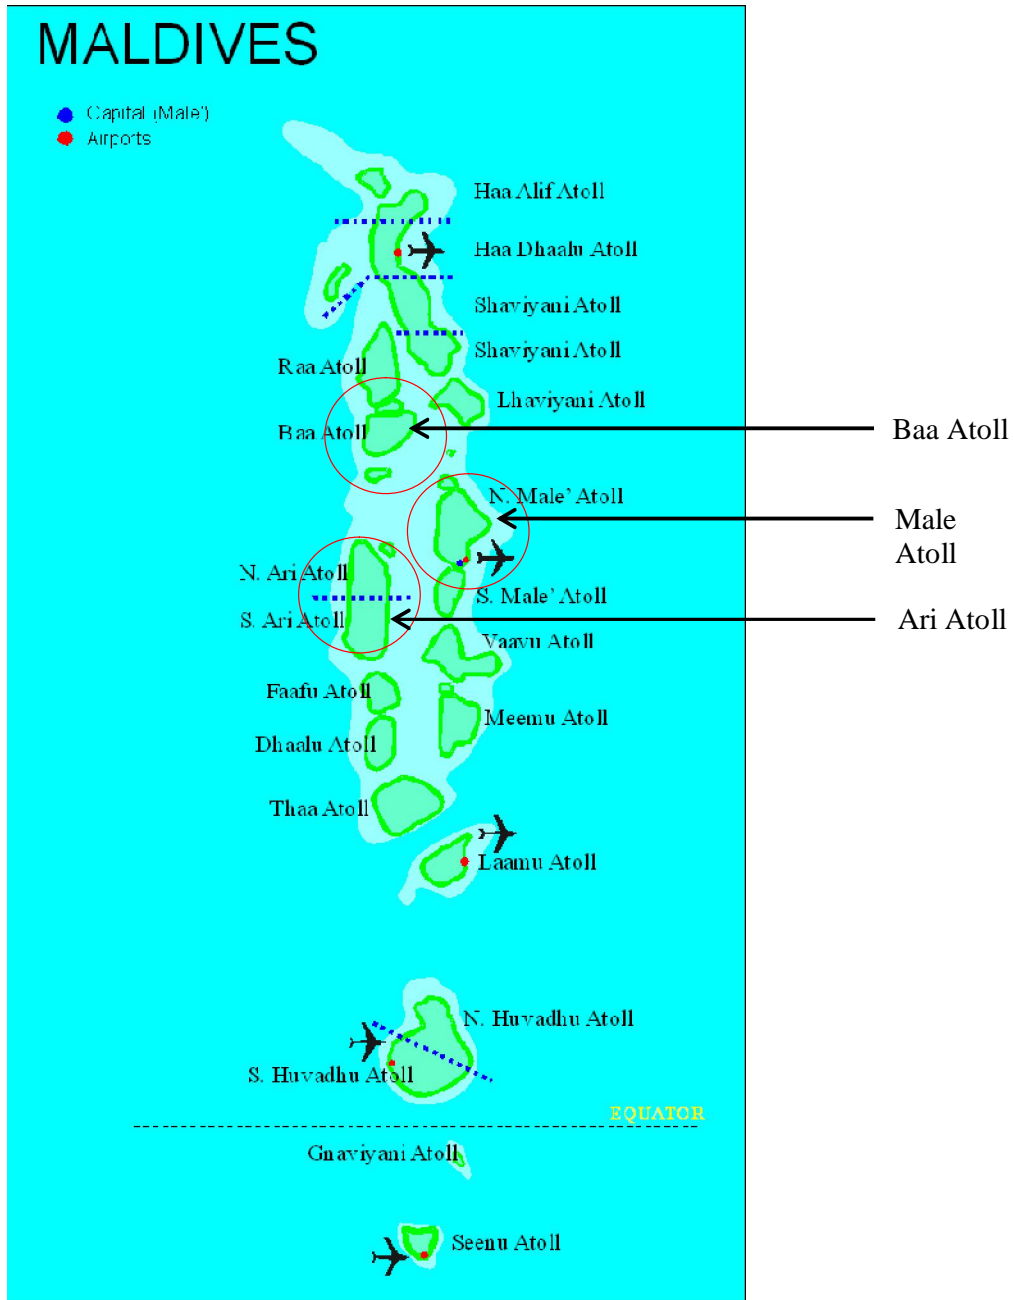 MALDIVES
Capital (Male')
Airports
Haa Alif Atoll
Haa Dhaalu Atoll
Shaviyani Atoll
Shaviyani Atoll
Raa Atoll
Lhaviyani Atoll
Baa Atoll
Baa Atoll
N. Male' Atoll
Male
Atoll
N. Ari Atoll
S. Male' Atoll
S. Ari Atoll
Ari Atoll
Vaavu Atoll
Faafu Atoll
Meemu Atoll
Dhaalu Atoll
Thaa Atoll
Laamu Atoll
N. Huvadhu Atoll
S. Huvadhu Atoll
EQUATOR
Gnaviyani Atoll
Seenu Atoll